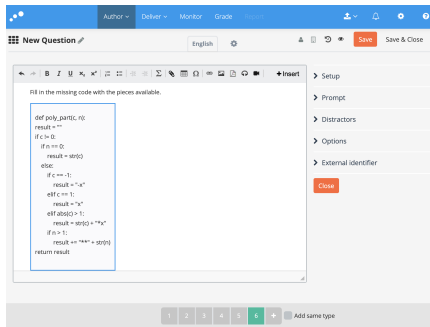 Author Deliver Monitor Grade
New Question
English
Save
Save & Close
B I U x₂ x² Σ Ω + Insert
Fill in the missing code with the pieces available.
def poly_part(c, n):
result = ""
if c != 0:
if n == 0:
result = str(c)
else:
if c == -1:
result = "-x"
elif c == 1:
result = "x"
elif abs(c) > 1:
result = str(c) + "*x"
if n > 1:
result += "**" + str(n)
return result
Setup
Prompt
Distractors
Options
External identifier
Close
1 2 3 4 5 6 + Add same type